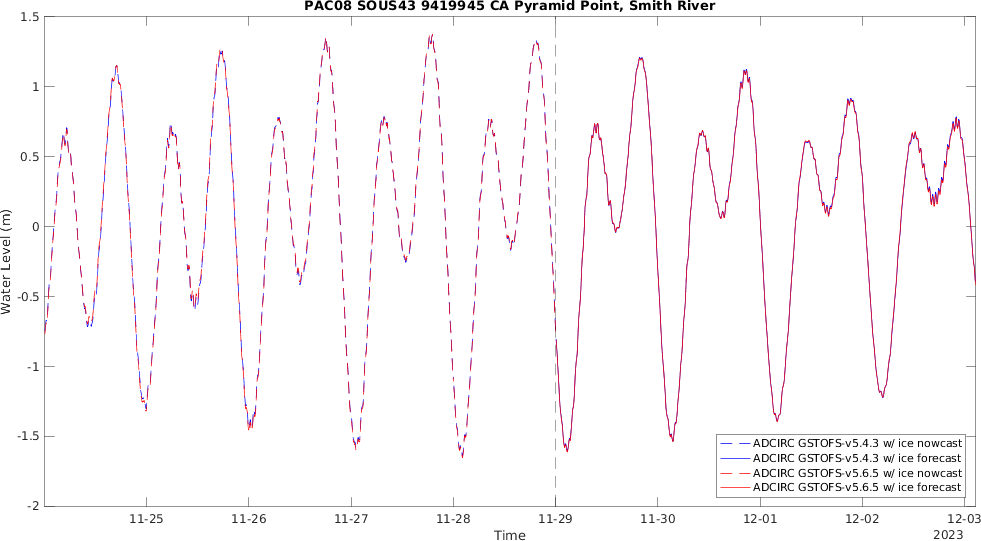 PAC08 SOUS43 9419945 CA Pyramid Point, Smith River
1.5
1
0.5
0
-0.5
-1
-1.5
-2
Water Level (m)
11-25 11-26 11-27 11-28 11-29 11-30 12-01 12-02 12-03
Time
2023
ADCIRC GSTOFS-v5.4.3 w/ ice nowcast
ADCIRC GSTOFS-v5.4.3 w/ ice forecast
ADCIRC GSTOFS-v5.6.5 w/ ice nowcast
ADCIRC GSTOFS-v5.6.5 w/ ice forecast